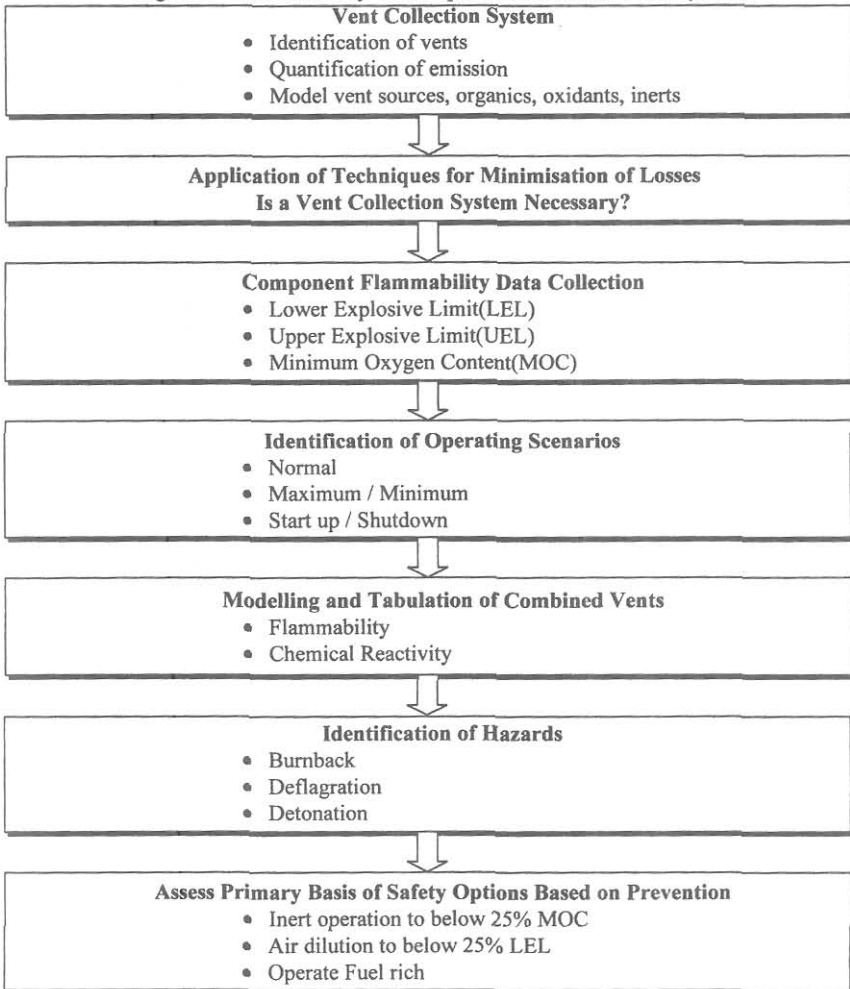 Vent Collection System
• Identification of vents
• Quantification of emission
• Model vent sources, organics, oxidants, inerts
Application of Techniques for Minimisation of Losses
Is a Vent Collection System Necessary?
Component Flammability Data Collection
• Lower Explosive Limit(LEL)
• Upper Explosive Limit(UEL)
• Minimum Oxygen Content(MOC)
Identification of Operating Scenarios
• Normal
• Maximum / Minimum
• Start up / Shutdown
Modelling and Tabulation of Combined Vents
• Flammability
• Chemical Reactivity
Identification of Hazards
• Burnback
• Deflagration
• Detonation
Assess Primary Basis of Safety Options Based on Prevention
• Inert operation to below 25% MOC
• Air dilution to below 25% LEL
• Operate Fuel rich